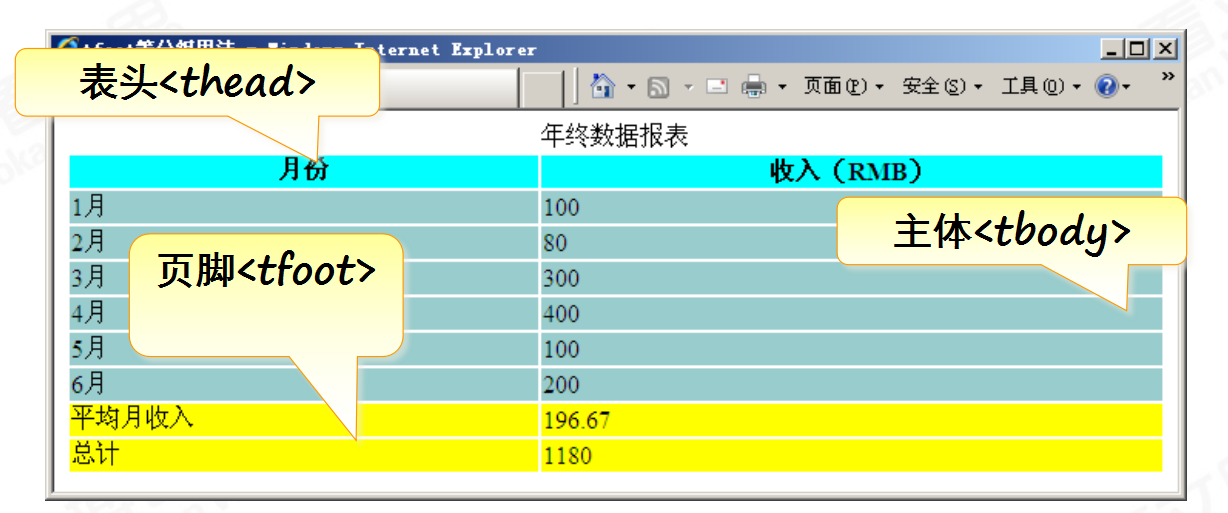 Internet Explorer
表头<thead>
页面(P) 安全(S) 工具(O) »
年终数据报表
月份 收入（RMB）
1月 100
主体<tbody>
2月 80
页脚<tfoot>
3月 300
4月 400
5月 100
6月 200
平均月收入 196.67
总计 1180